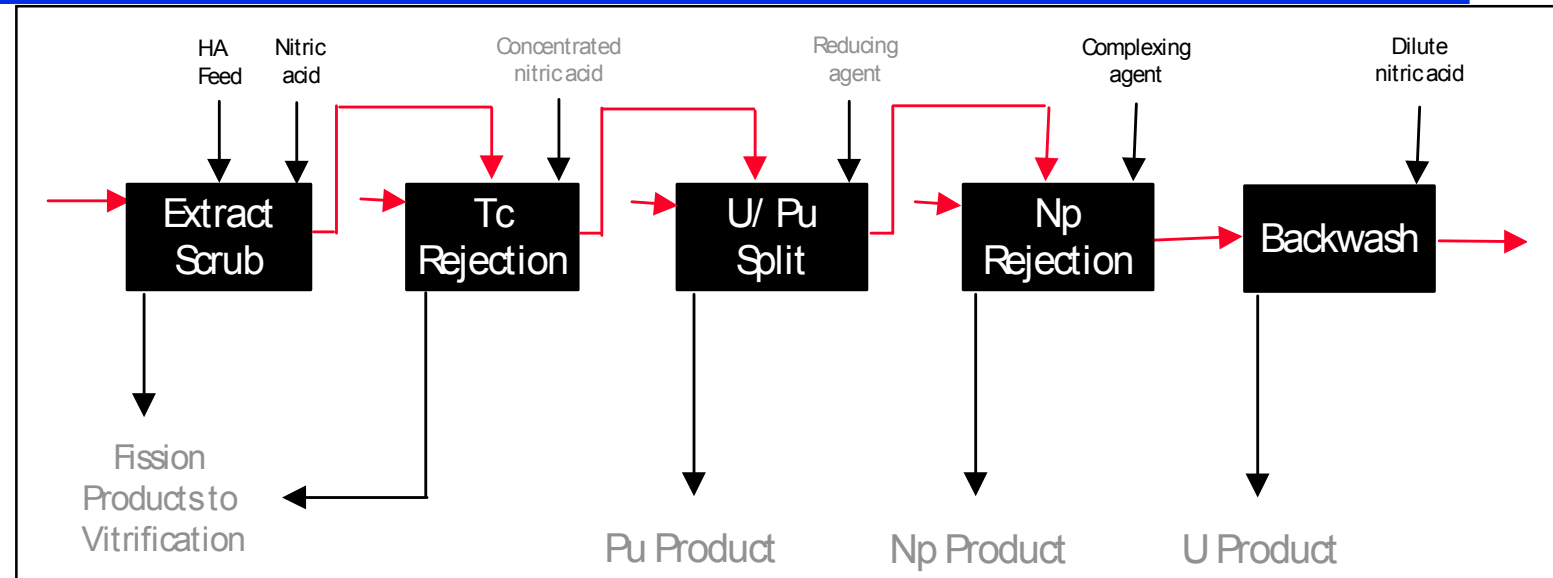 HA
Feed
Nitric
acid
Concentrated
nitric acid
Reducing
agent
Complexing
agent
Dilute
nitric acid
Extract
Scrub
Tc
Rejection
U/ Pu
Split
Np
Rejection
Backwash
Fission
Products to
Vitrification
Pu Product
Np Product
U Product